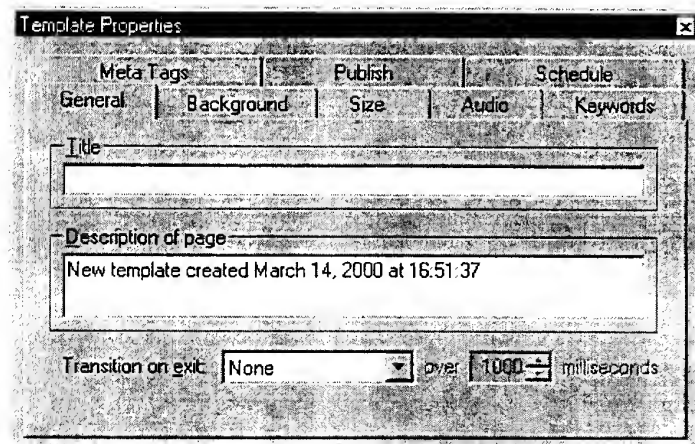 Template Properties
Meta Tags Publish Schedule
General Background Size Audio Keywords
Title
Description of page
New template created March 14, 2000 at 16:51:37
Transition on exit: None over 1000 milliseconds